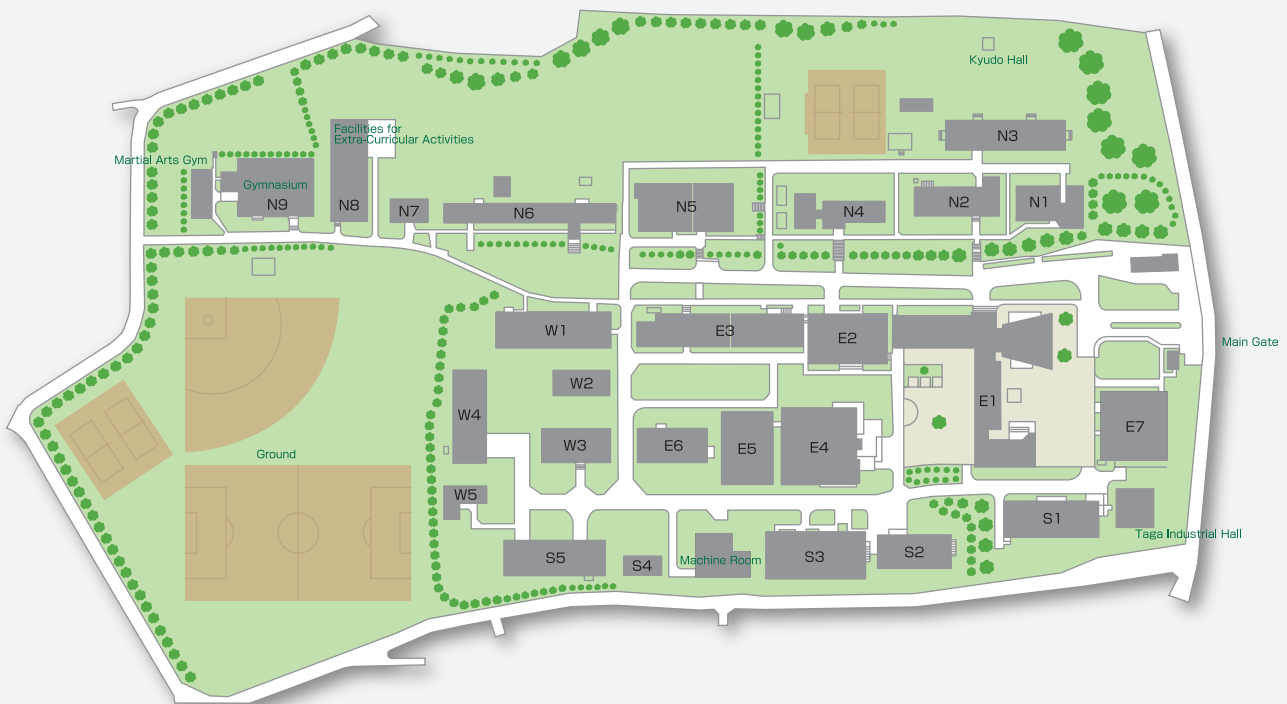 Kyudo Hall
Facilities for
Extra-Curricular Activities
N3
Martial Arts Gym
Gymnasium
N9
N8
N7
N6
N5
N4
N2
N1
W1
E3
E2
Main Gate
W2
W4
E1
W3
E6
E5
E4
E7
Ground
W5
S1
Taga Industrial Hall
S5
S4
Machine Room
S3
S2